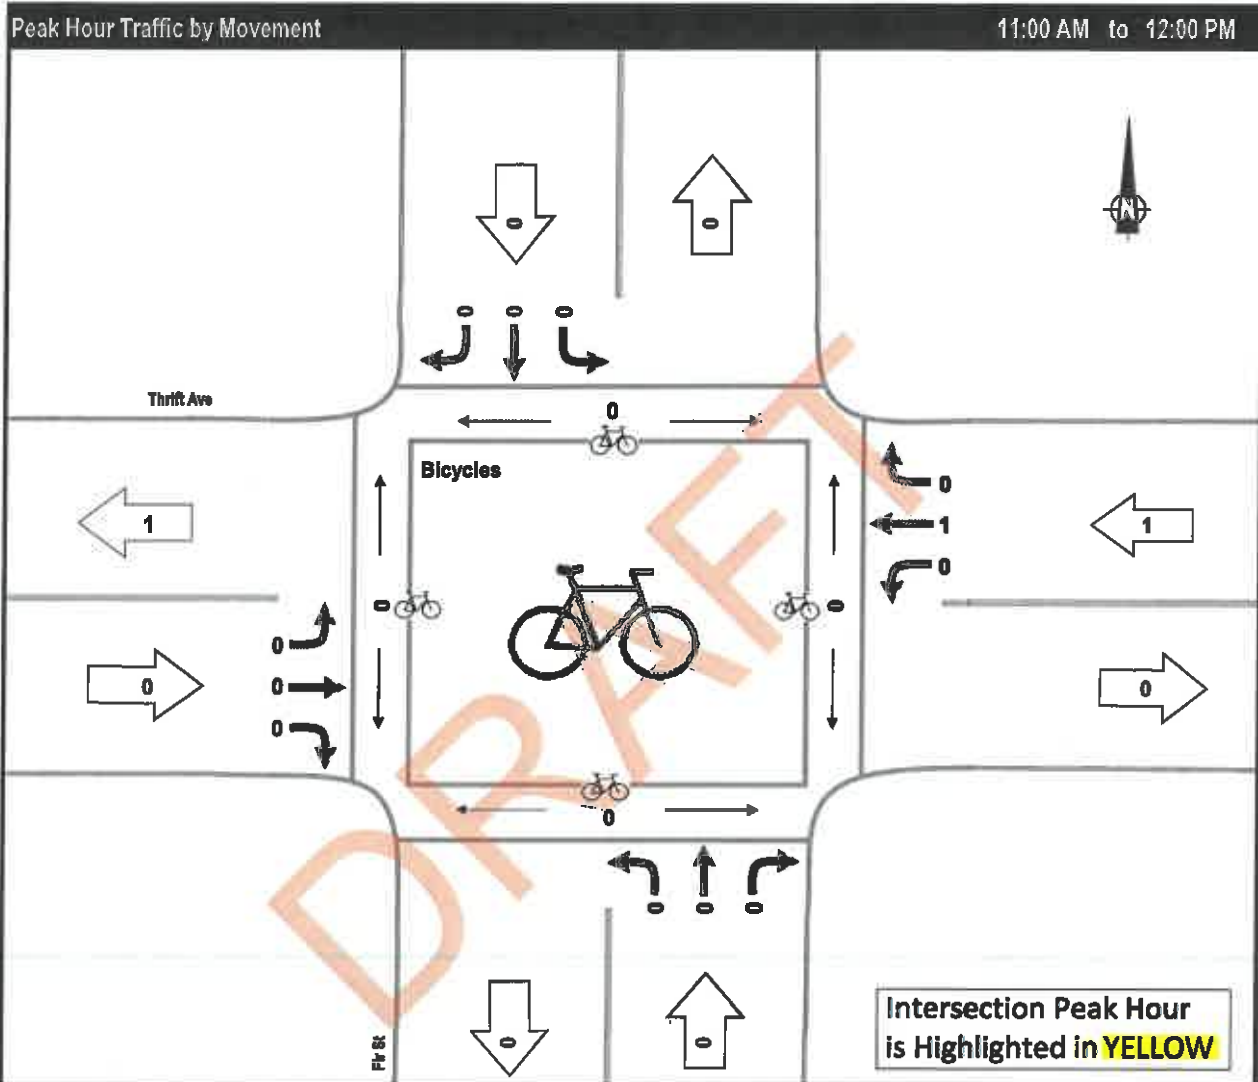 Peak Hour Traffic by Movement 11:00 AM to 12:00 PM
N
0 0
0 0 0
Thrift Ave
0
Bicycles
0
1 1 1
0
0 0
0
0 0 0
0
0
0 0 0
DRAFT
Fir St
0 0
Intersection Peak Hour
is Highlighted in YELLOW